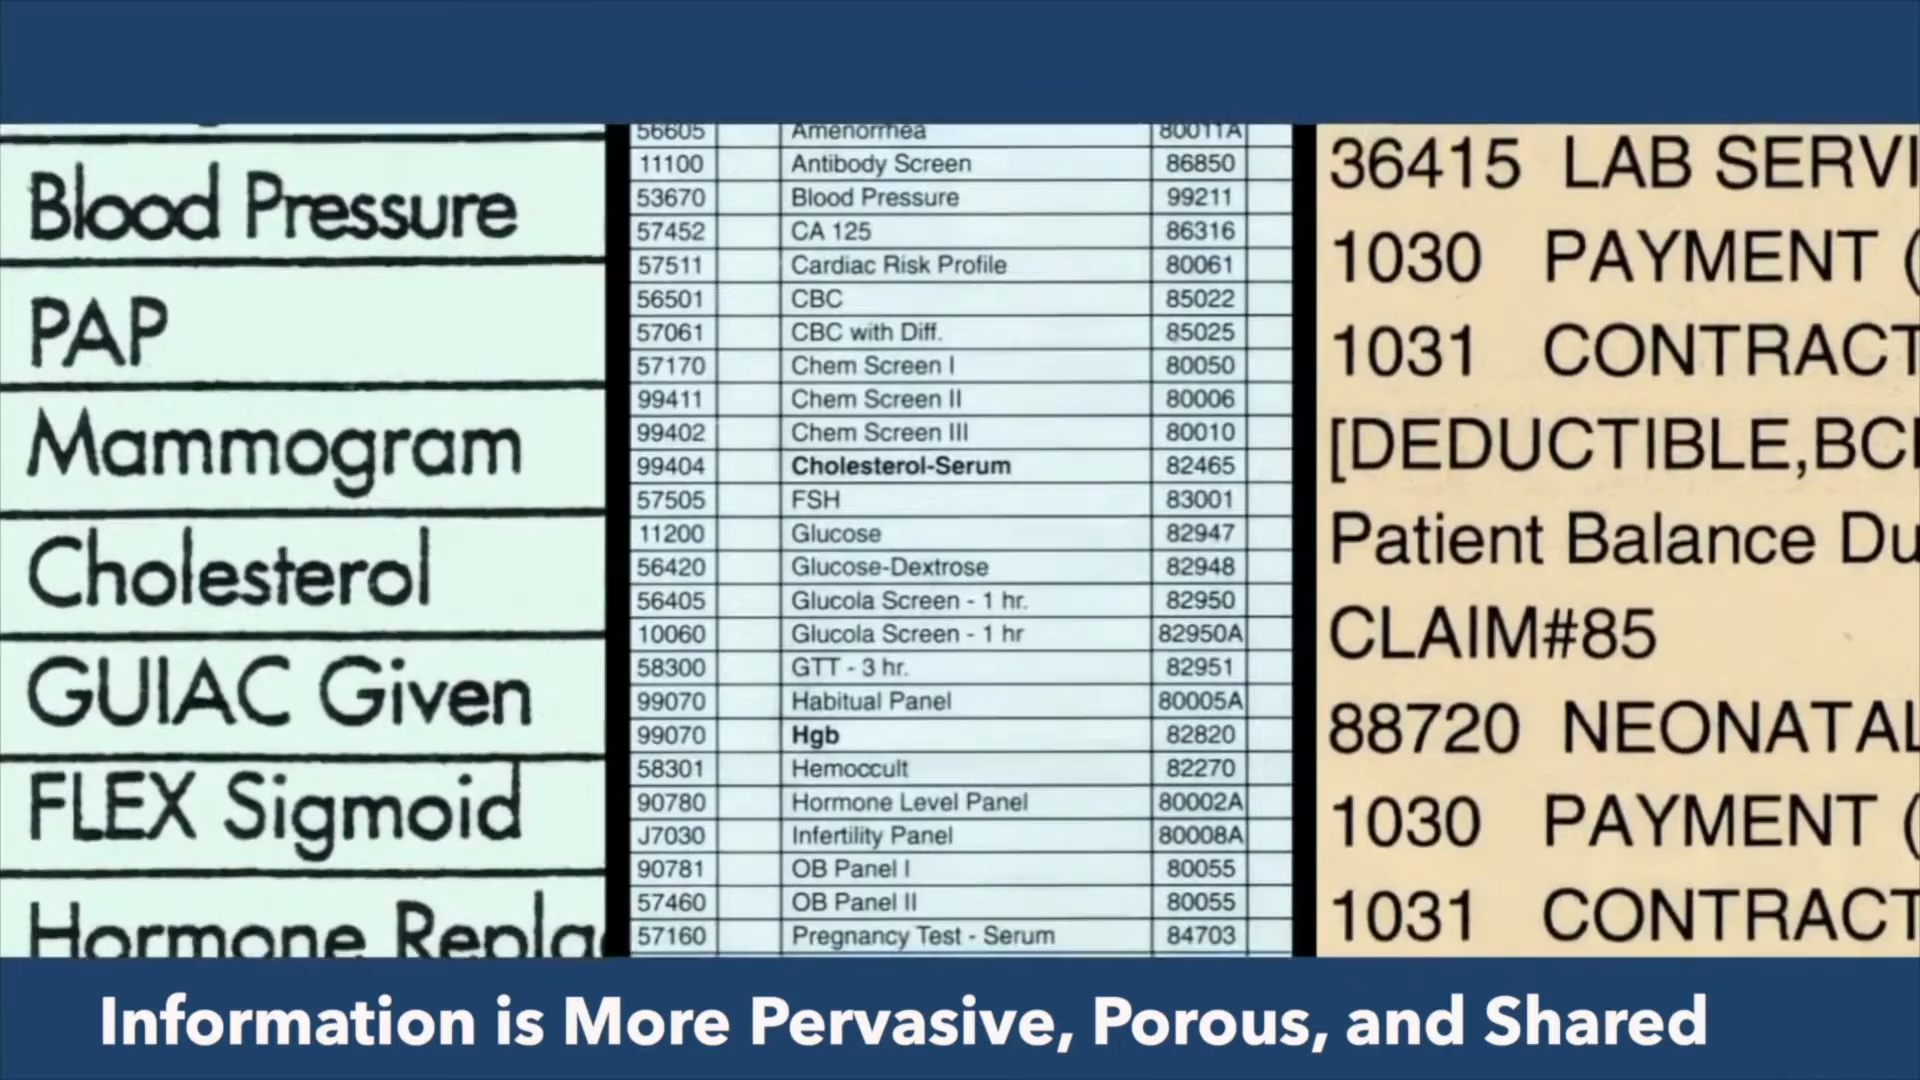 Blood Pressure
PAP
Mammogram
Cholesterol
GUIAC Given
FLEX Sigmoid
Hormone Repla
56605 Amenorrhea 80011A
11100 Antibody Screen 86850
53670 Blood Pressure 99211
57452 CA 125 86316
57511 Cardiac Risk Profile 80061
56501 CBC 85022
57061 CBC with Diff. 85025
57170 Chem Screen I 80050
99411 Chem Screen II 80006
99402 Chem Screen III 80010
99404 Cholesterol-Serum 82465
57505 FSH 83001
11200 Glucose 82947
56420 Glucose-Dextrose 82948
56405 Glucola Screen - 1 hr. 82950
10060 Glucola Screen - 1 hr 82950A
58300 GTT - 3 hr. 82951
99070 Habitual Panel 80005A
99070 Hgb 82820
58301 Hemoccult 82270
90780 Hormone Level Panel 80002A
J7030 Infertility Panel 80008A
90781 OB Panel I 80055
57460 OB Panel II 80055
57160 Pregnancy Test - Serum 84703
36415 LAB SERVI
1030 PAYMENT (
1031 CONTRACT
[DEDUCTIBLE,BC
Patient Balance Du
CLAIM#85
88720 NEONATAL
1030 PAYMENT (
1031 CONTRACT
Information is More Pervasive, Porous, and Shared